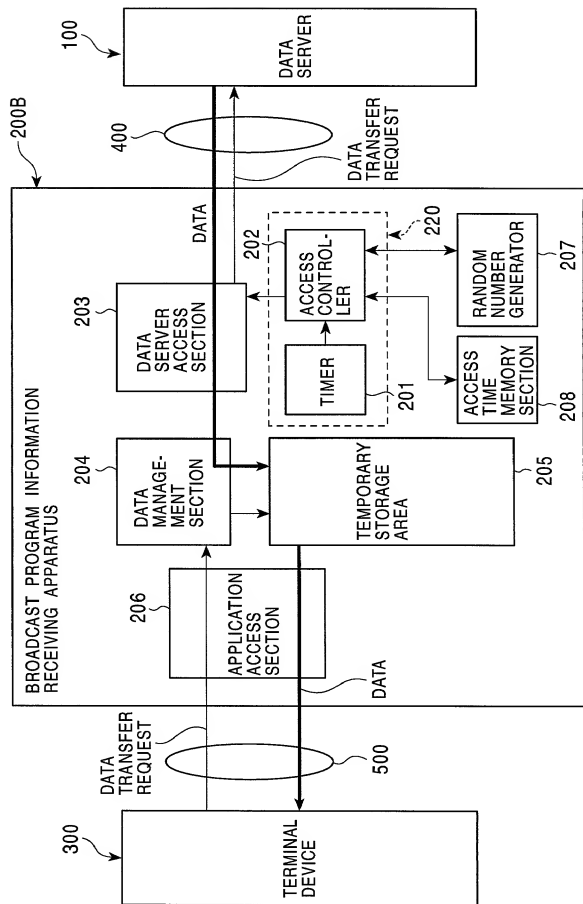 BROADCAST PROGRAM INFORMATION
RECEIVING APPARATUS
200B
300
TERMINAL
DEVICE
DATA
TRANSFER
REQUEST
500
DATA
206
APPLICATION
ACCESS
SECTION
204
DATA
MANAGE-
MENT
SECTION
TEMPORARY
STORAGE
AREA
205
203
DATA SERVER
ACCESS
SECTION
DATA
202
ACCESS
CONTROL-
LER
TIMER
201
220
ACCESS
TIME
MEMORY
SECTION
208
RANDOM
NUMBER
GENERATOR
207
400
DATA
TRANSFER
REQUEST
100
DATA
SERVER